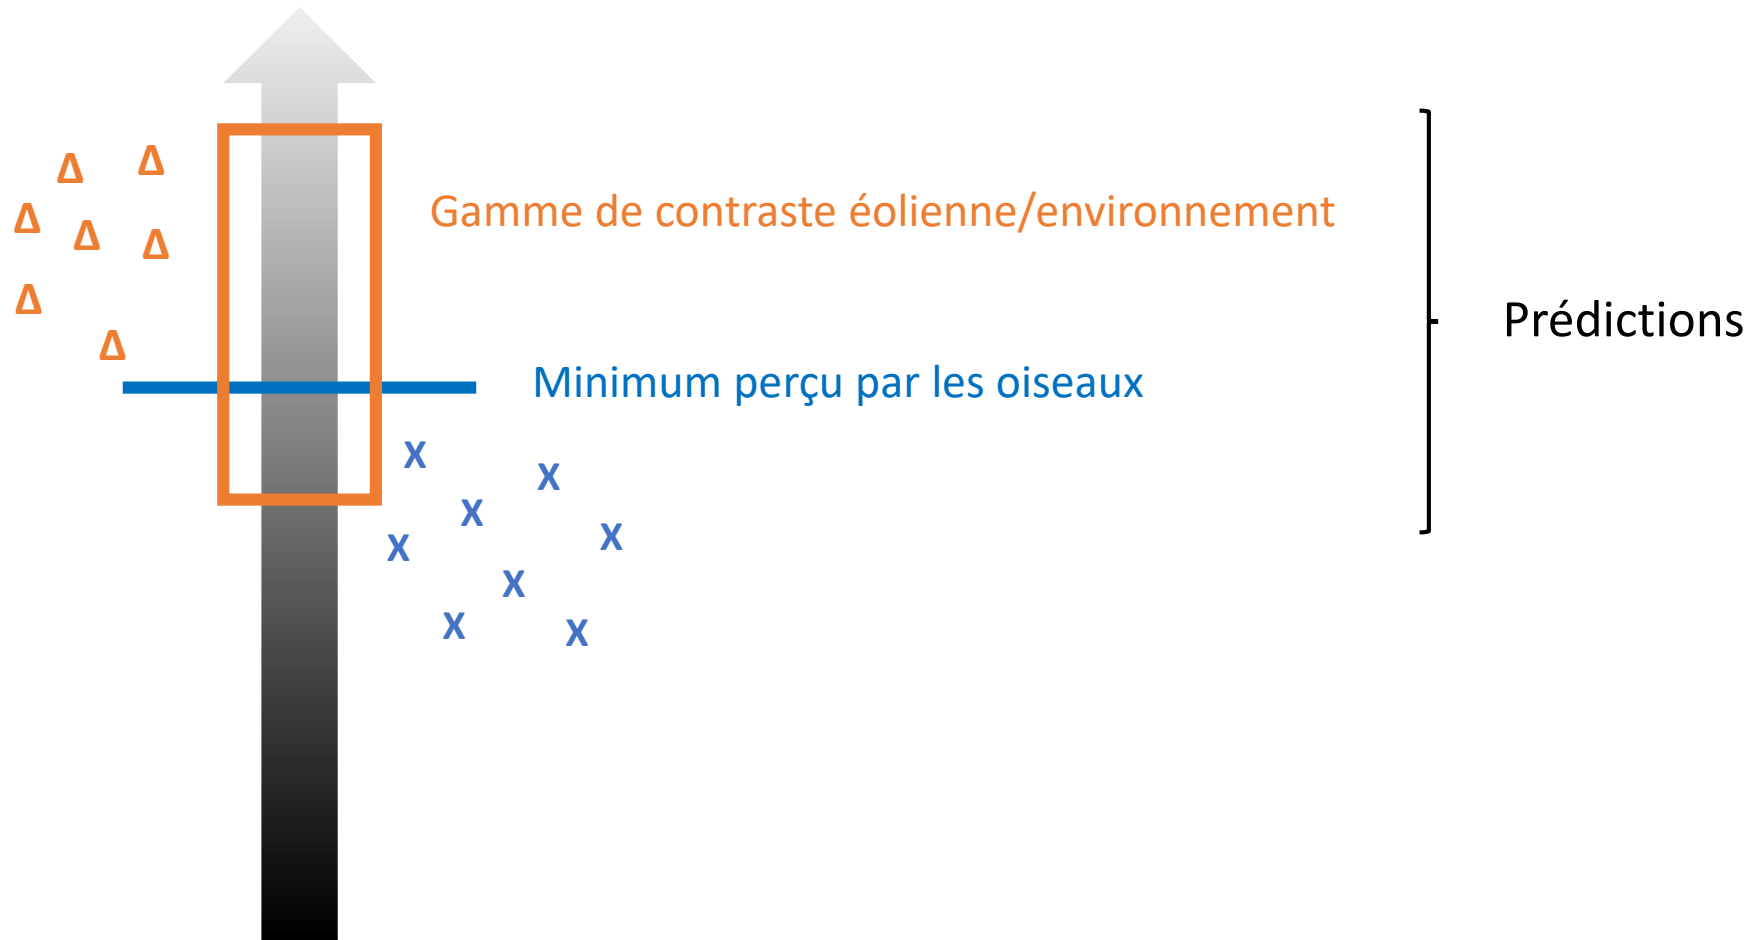 Δ Δ
Δ Δ Δ
Gamme de contraste éolienne/environnement
Δ
Δ
Prédictions
Minimum perçu par les oiseaux
X X
X
X X
X
X X